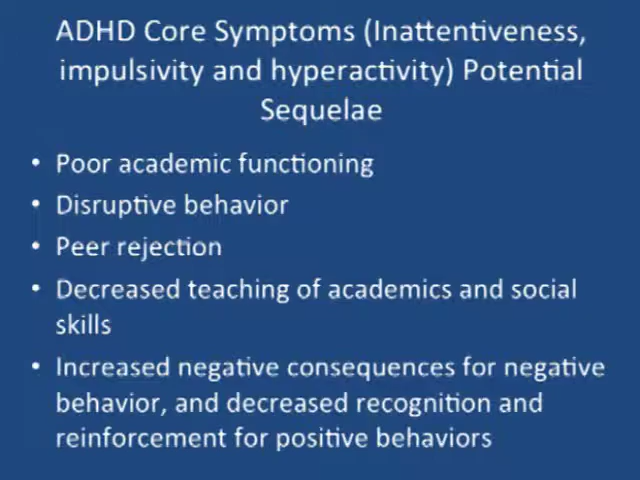 ADHD Core Symptoms (Inattentiveness,
impulsivity and hyperactivity) Potential
Sequelae
• Poor academic functioning
• Disruptive behavior
• Peer rejection
• Decreased teaching of academics and social
skills
• Increased negative consequences for negative
behavior, and decreased recognition and
reinforcement for positive behaviors